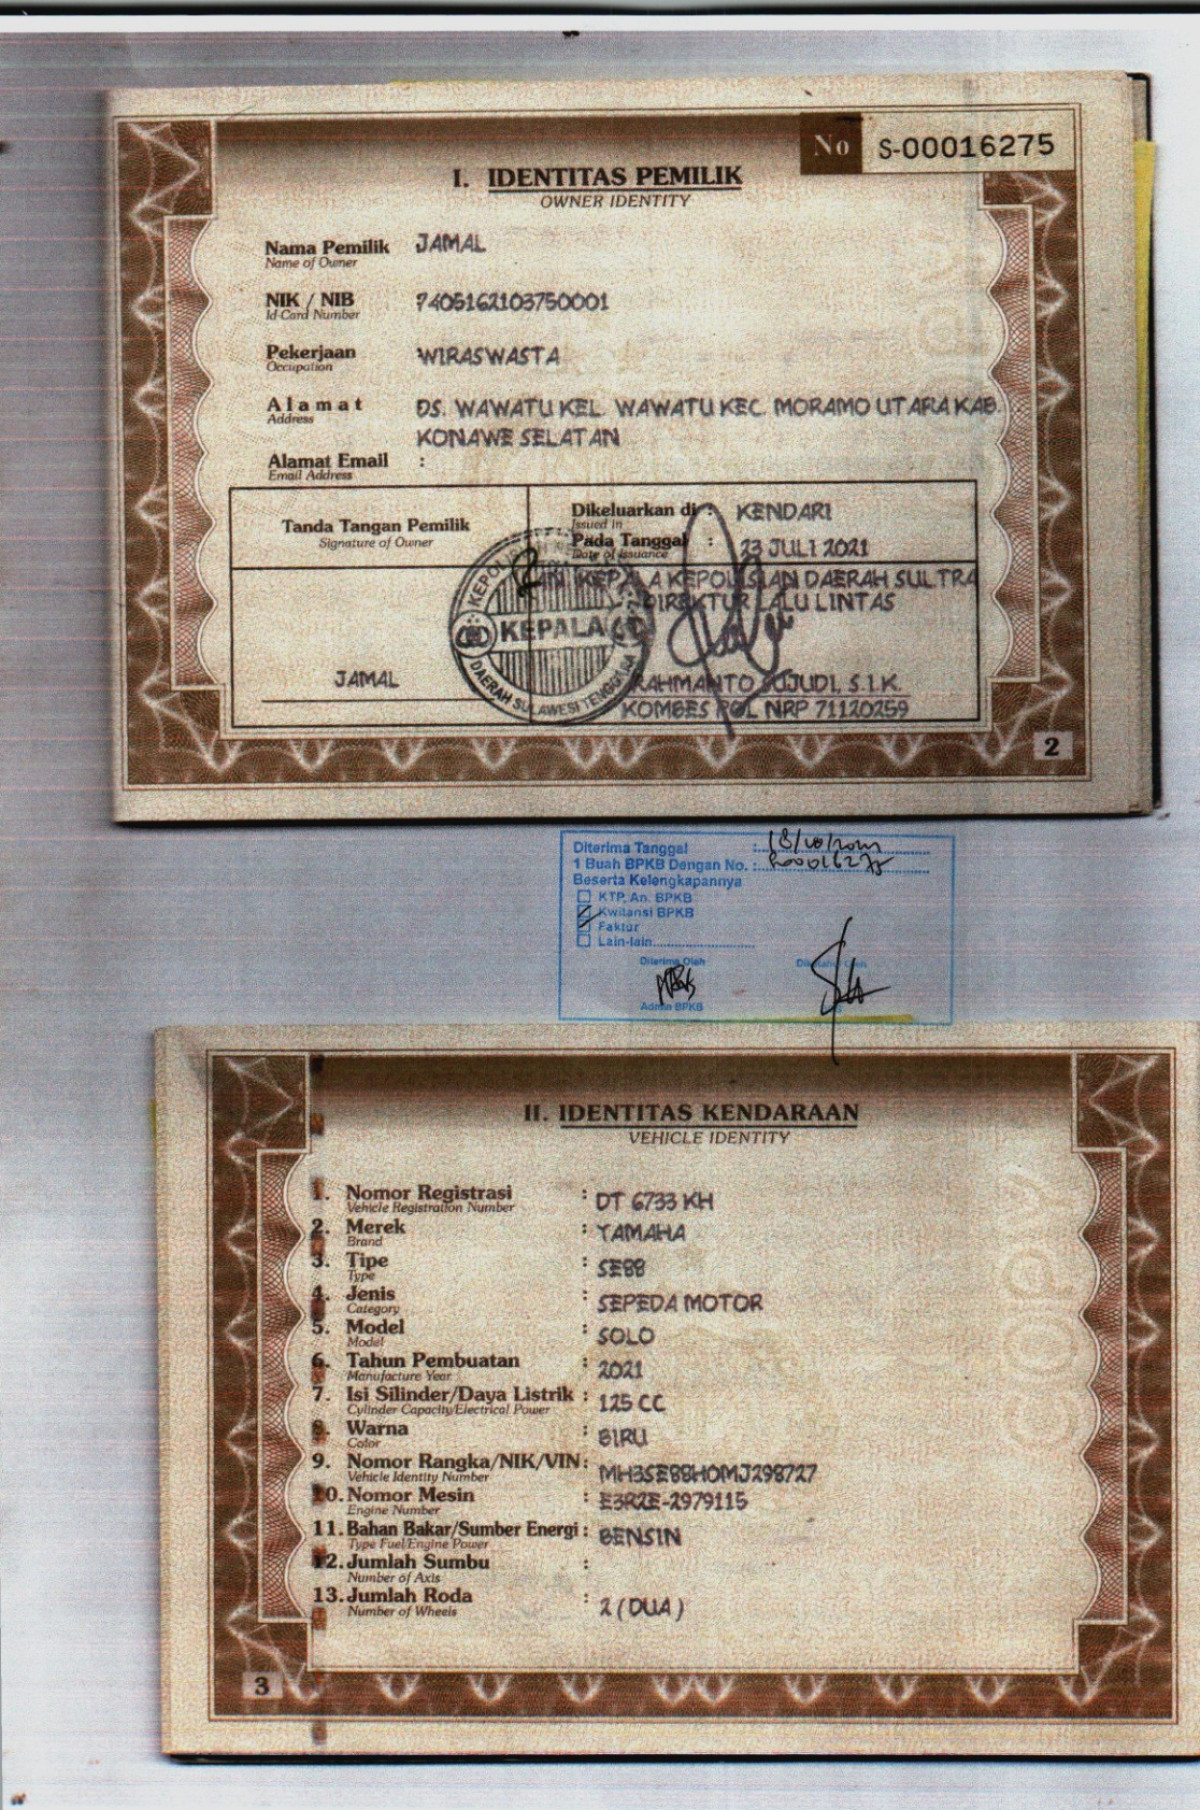 No S-00016275
I. IDENTITAS PEMILIK
OWNER IDENTITY
Nama Pemilik JAMAL
Name of Owner
NIK / NIB 7405162103750001
Id Card Number
Pekerjaan WIRASWASTA
Occupation
Alamat DS. WAWATU KEL. WAWATU KEC. MORAMO UTARA KAB.
Address
KONAWE SELATAN
Alamat Email :
Email Address
Tanda Tangan Pemilik
Signature of Owner
Dikeluarkan di : KENDARI
Issued in
Pada Tanggal : 23 JULI 2021
Date of Issuance
AN. KEPALA KEPOLISIAN DAERAH SULTRA
DIREKTUR LALU LINTAS
KEPALA
DAERAH SULAWESI TENGGARA
JAMAL
RAHMANTO SUJUDI, S.I.K.
KOMBES POL NRP 71120259
2
Diterima Tanggal :
1 Buah BPKB Dengan No. :
Beserta Kelengkapannya
KTP, An. BPKB
Kwitansi BPKB
Faktur
Lain-lain
Diterima Oleh
Admin BPKB
II. IDENTITAS KENDARAAN
VEHICLE IDENTITY
1. Nomor Registrasi : DT 6733 KH
Vehicle Registration Number
2. Merek : YAMAHA
Brand
3. Tipe : SE88
Type
4. Jenis : SEPEDA MOTOR
Category
5. Model : SOLO
Model
6. Tahun Pembuatan : 2021
Manufacture Year
7. Isi Silinder/Daya Listrik : 125 CC
Cylinder Capacity/Electrical Power
8. Warna : BIRU
Color
9. Nomor Rangka/NIK/VIN : MH3SE88H0MJ298727
Vehicle Identity Number
10. Nomor Mesin : E3R2E-2979115
Engine Number
11. Bahan Bakar/Sumber Energi : BENSIN
Type Fuel/Engine Power
12. Jumlah Sumbu :
Number of Axis
13. Jumlah Roda : 2 (DUA)
Number of Wheels
3